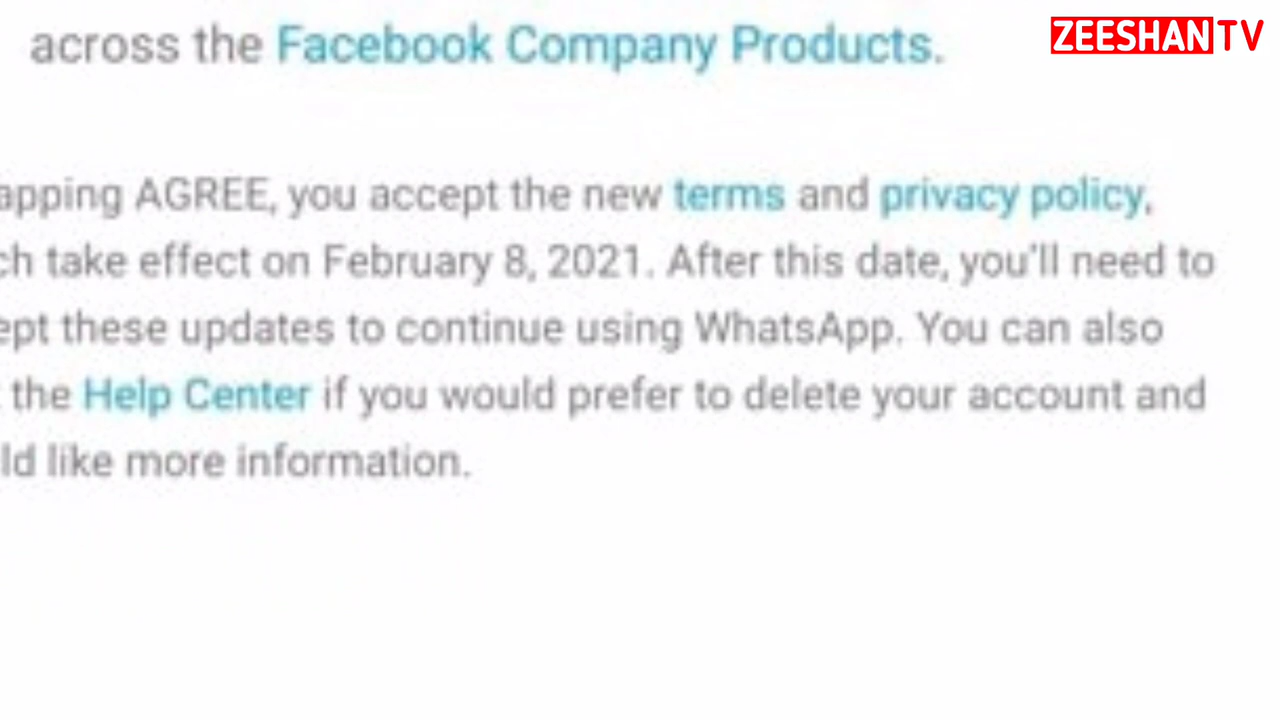 across the Facebook Company Products.
ZEESHAN TV
apping AGREE, you accept the new terms and privacy policy,
ch take effect on February 8, 2021. After this date, you'll need to
ept these updates to continue using WhatsApp. You can also
the Help Center if you would prefer to delete your account and
ld like more information.